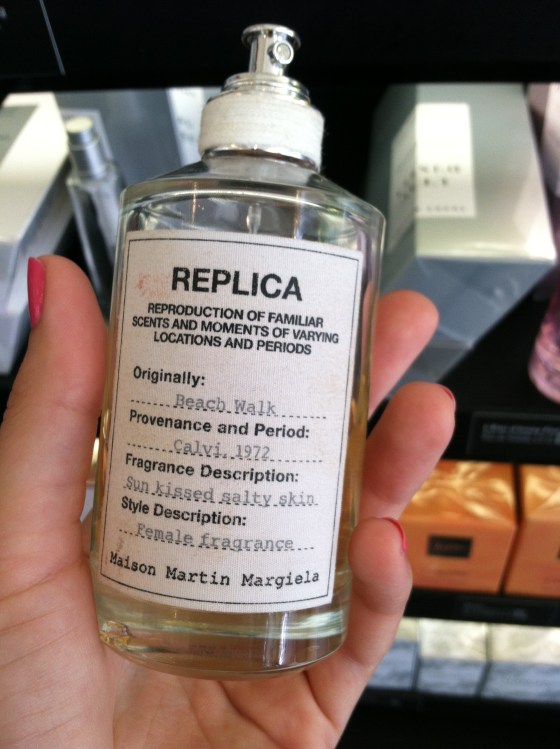 REPLICA
REPRODUCTION OF FAMILIAR
SCENTS AND MOMENTS OF VARYING
LOCATIONS AND PERIODS
Originally:
Beach Walk
Provenance and Period:
Calvi, 1972
Fragrance Description:
Sun kissed salty skin
Style Description:
Female fragrance
Maison Martin Margiela